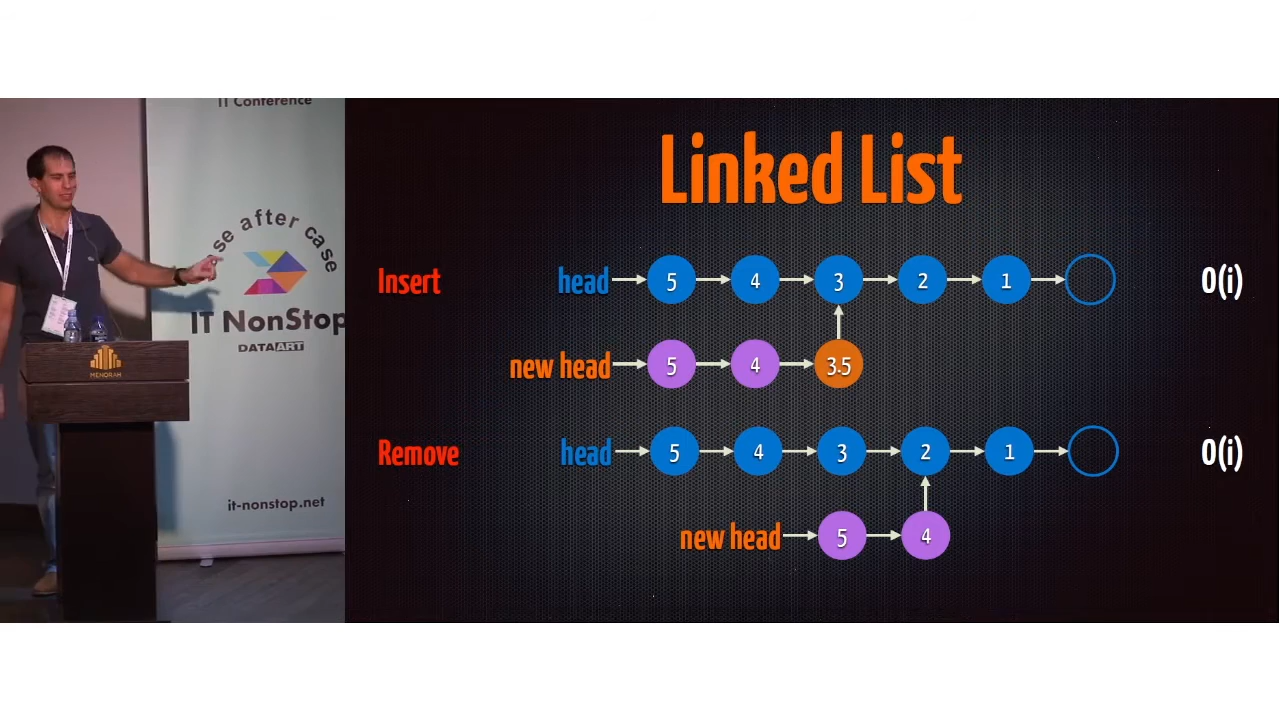 IT Conference
se after case
IT NonStop
DATAART
it-nonstop.net
MENORAH
Linked List
Insert head 5 4 3 2 1 O(i)
new head 5 4 3.5
Remove head 5 4 3 2 1 O(i)
new head 5 4